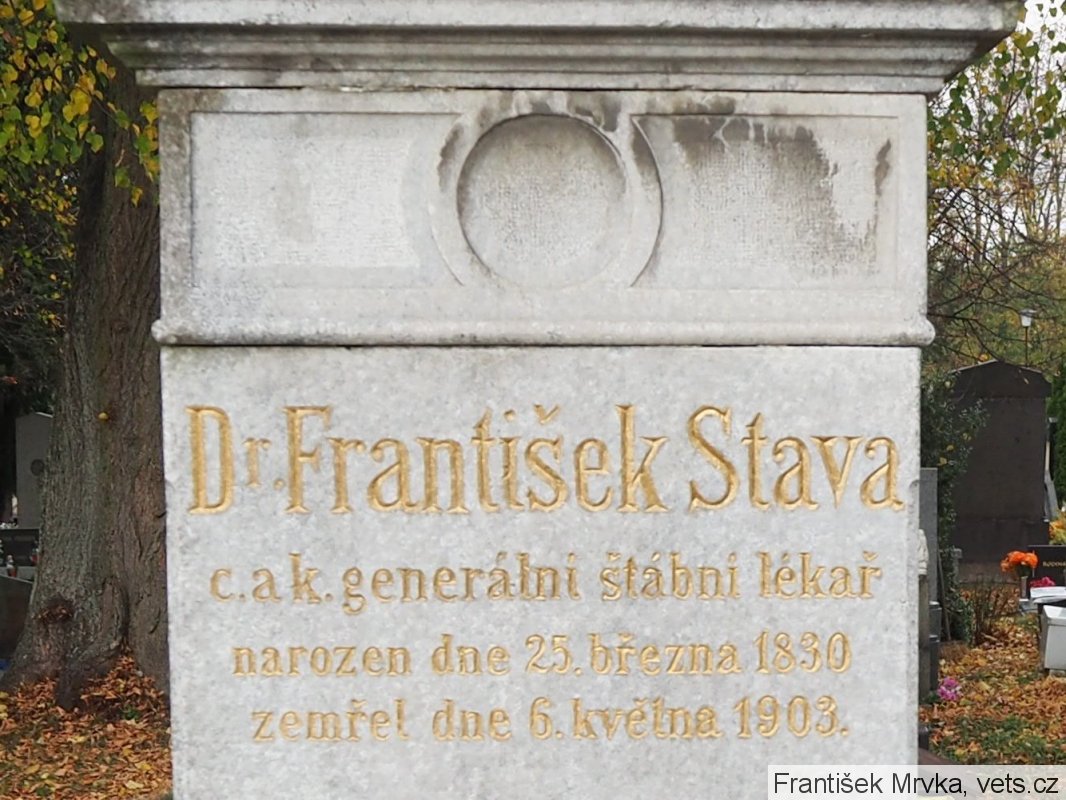 Dr. František Stava
c. a k. generální štábni lékař
narozen dne 25. března 1830
zemřel dne 6. května 1903.
František Mrvka, vets.cz